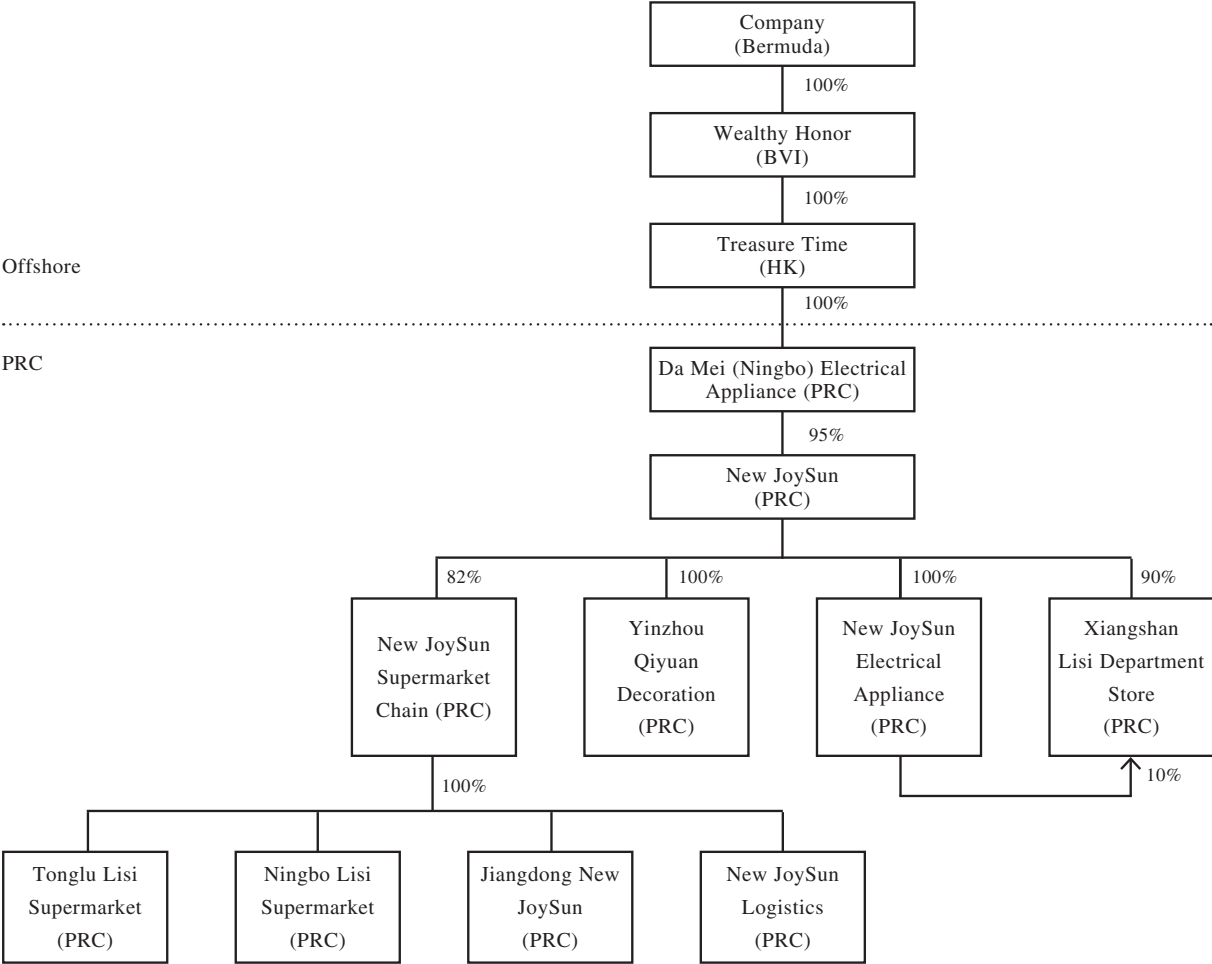 Company
(Bermuda)
100%
Wealthy Honor
(BVI)
100%
Treasure Time
(HK)
Offshore
100%
PRC
Da Mei (Ningbo) Electrical
Appliance (PRC)
95%
New JoySun
(PRC)
82%
100%
100%
90%
New JoySun
Supermarket
Chain (PRC)
Yinzhou
Qiyuan
Decoration
(PRC)
New JoySun
Electrical
Appliance
(PRC)
Xiangshan
Lisi Department
Store
(PRC)
10%
100%
Tonglu Lisi
Supermarket
(PRC)
Ningbo Lisi
Supermarket
(PRC)
Jiangdong New
JoySun
(PRC)
New JoySun
Logistics
(PRC)